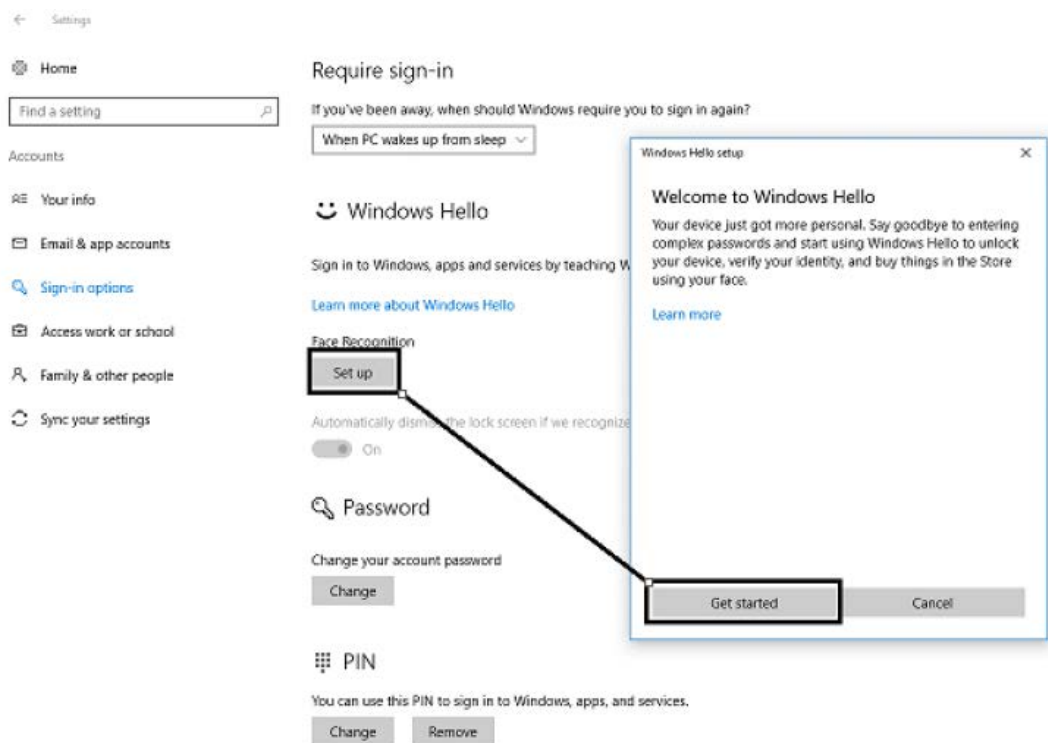 Settings
Home
Find a setting
Accounts
Your info
Email & app accounts
Sign-in options
Access work or school
Family & other people
Sync your settings
Require sign-in
If you've been away, when should Windows require you to sign in again?
When PC wakes up from sleep
Windows Hello
Sign in to Windows, apps and services by teaching
Learn more about Windows Hello
Face Recognition
Set up
Automatically dismiss the lock screen if we recognize
On
Password
Change your account password
Change
PIN
You can use this PIN to sign in to Windows, apps, and services.
Change Remove
Windows Hello setup
Welcome to Windows Hello
Your device just got more personal. Say goodbye to entering
complex passwords and start using Windows Hello to unlock
your device, verify your identity, and buy things in the Store
using your face.
Learn more
Get started Cancel